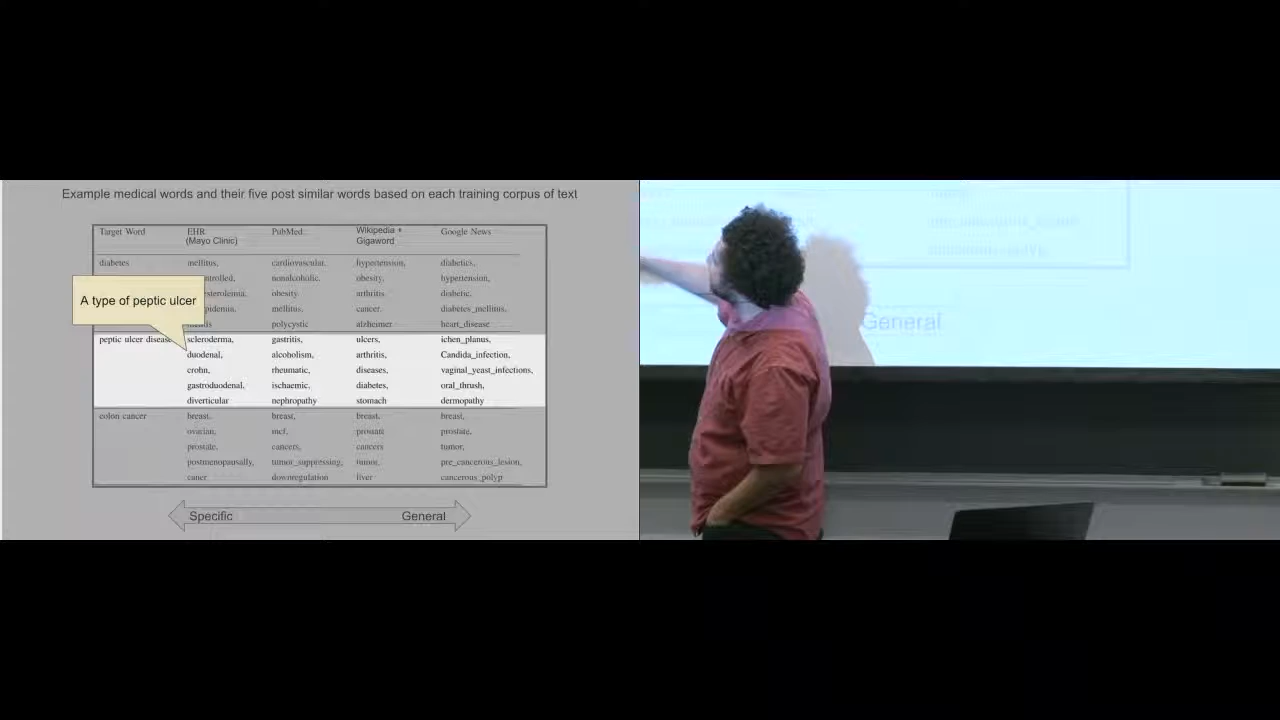 Example medical words and their five post similar words based on each training corpus of text
Target Word EHR (Mayo Clinic) PubMed Wikipedia + Gigaword Google News
diabetes mellitus, cardiovascular, hypertension, diabetics,
nonalcoholic, obesity, hypertension,
obesity, arthritis, diabetic,
mellitus, cancer, diabetes_mellitus,
polycystic alzheimer heart_disease
A type of peptic ulcer
peptic ulcer disease scleroderma, gastritis, ulcers, ichen_planus,
duodenal, alcoholism, arthritis, Candida_infection,
crohn, rheumatic, diseases, vaginal_yeast_infections,
gastroduodenal, ischaemic, diabetes, oral_thrush,
diverticular nephropathy stomach dermopathy
colon cancer breast, breast, breast, breast,
ovarian, mcf, prostate prostate,
prostate, cancers, cancers tumor,
postmenopausally, tumor_suppressing, tumor, pre_cancerous_lesion,
cancer downregulation liver cancerous_polyp
Specific General
General